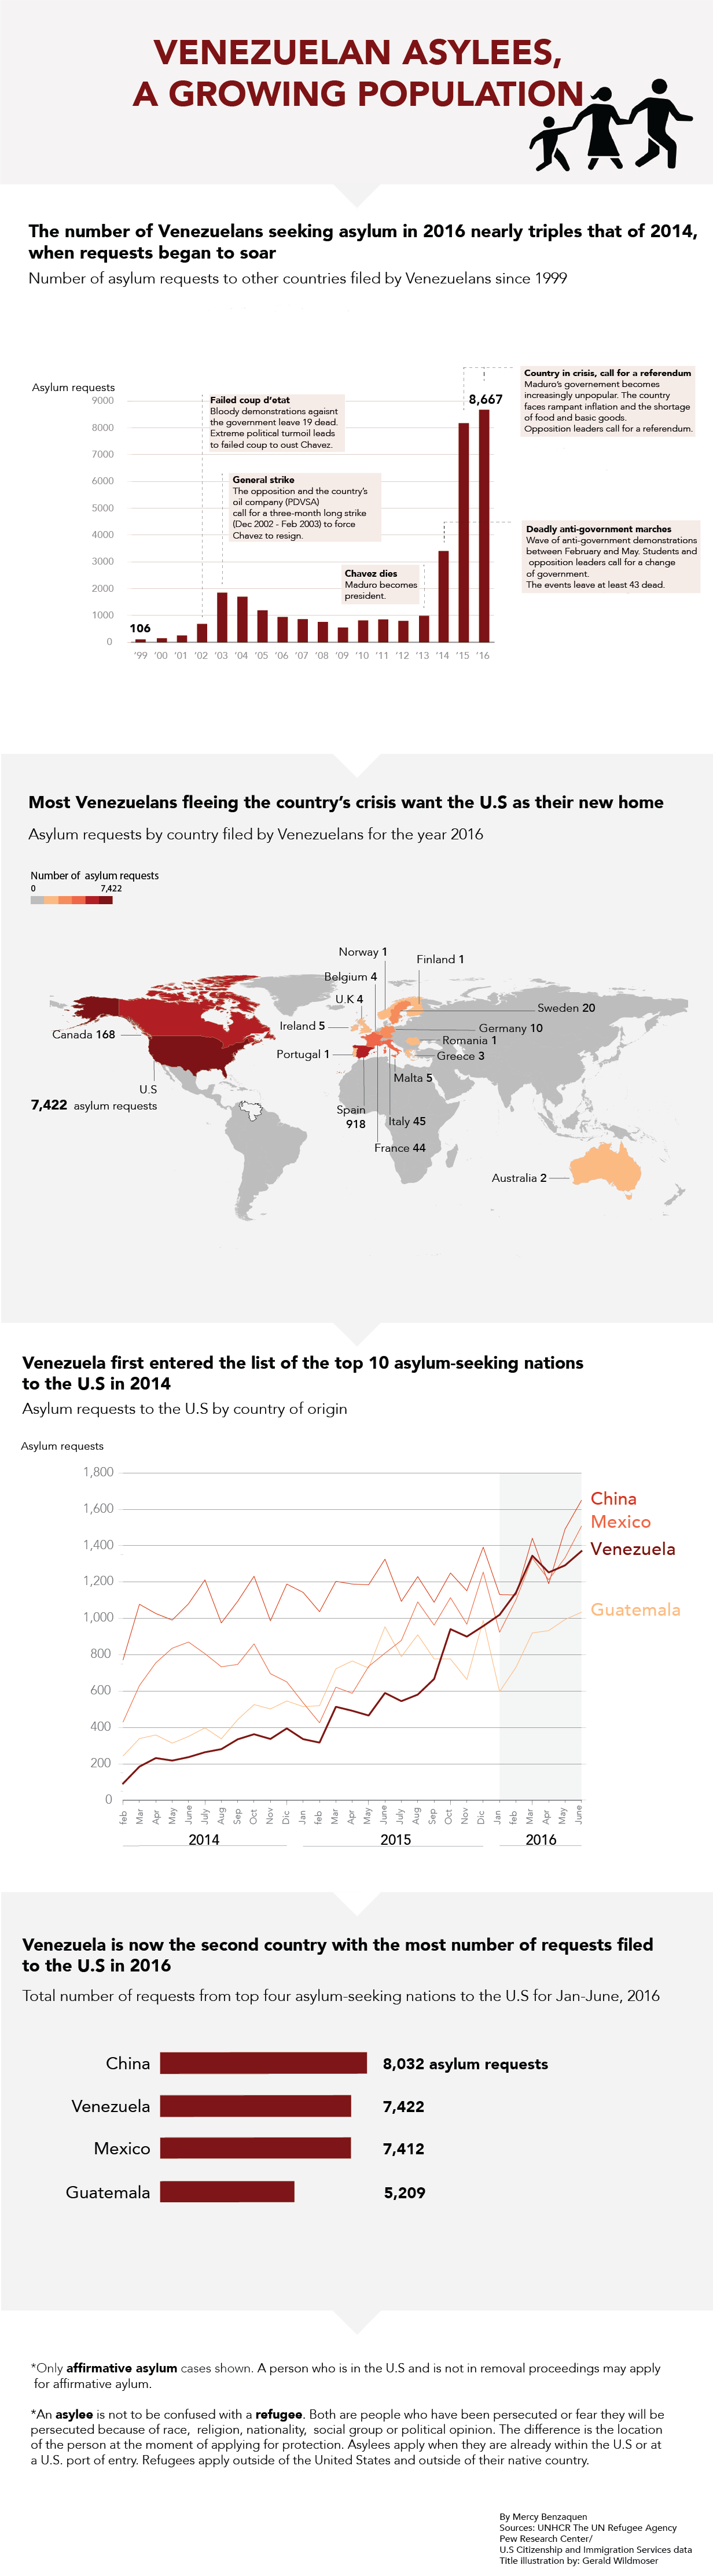 VENEZUELAN ASYLEES,
A GROWING POPULATION
The number of Venezuelans seeking asylum in 2016 nearly triples that of 2014,
when requests began to soar
Number of asylum requests to other countries filed by Venezuelans since 1999
Asylum requests
9000
8000
7000
6000
5000
4000
3000
2000
1000
0
106
8,667
Failed coup d'etat
Bloody demonstrations agaisnt
the government leave 19 dead.
Extreme political turmoil leads
to failed coup to oust Chavez.
General strike
The opposition and the country's
oil company (PDVSA)
call for a three-month long strike
(Dec 2002 - Feb 2003) to force
Chavez to resign.
Chavez dies
Maduro becomes
president.
Country in crisis, call for a referendum
Maduro's governement becomes
increasingly unpopular. The country
faces rampant inflation and the shortage
of food and basic goods.
Opposition leaders call for a referendum.
Deadly anti-government marches
Wave of anti-government demonstrations
between February and May. Students and
opposition leaders call for a change
of government.
The events leave at least 43 dead.
'99 '00 '01 '02 '03 '04 '05 '06 '07 '08 '09 '10 '11 '12 '13 '14 '15 '16
Most Venezuelans fleeing the country's crisis want the U.S as their new home
Asylum requests by country filed by Venezuelans for the year 2016
Number of asylum requests
0 7,422
Norway 1
Finland 1
Belgium 4
U.K 4
Sweden 20
Ireland 5
Germany 10
Canada 168
Romania 1
Portugal 1
Greece 3
Malta 5
U.S
7,422 asylum requests
Spain
918
Italy 45
France 44
Australia 2
Venezuela first entered the list of the top 10 asylum-seeking nations
to the U.S in 2014
Asylum requests to the U.S by country of origin
Asylum requests
1,800
1,600
1,400
1,200
1,000
800
600
400
200
0
China
Mexico
Venezuela
Guatemala
feb Mar Apr May June July Aug Sep Oct Nov Dic Jan feb Mar Apr May June July Aug Sep Oct Nov Dic Jan feb Mar Apr May June
2014 2015 2016
Venezuela is now the second country with the most number of requests filed
to the U.S in 2016
Total number of requests from top four asylum-seeking nations to the U.S for Jan-June, 2016
China 8,032 asylum requests
Venezuela 7,422
Mexico 7,412
Guatemala 5,209
*Only affirmative asylum cases shown. A person who is in the U.S and is not in removal proceedings may apply
for affirmative aylum.
*An asylee is not to be confused with a refugee. Both are people who have been persecuted or fear they will be
persecuted because of race, religion, nationality, social group or political opinion. The difference is the location
of the person at the moment of applying for protection. Asylees apply when they are already within the U.S or at
a U.S. port of entry. Refugees apply outside of the United States and outside of their native country.
By Mercy Benzaquen
Sources: UNHCR The UN Refugee Agency
Pew Research Center/
U.S Citizenship and Immigration Services data
Title illustration by: Gerald Wildmoser